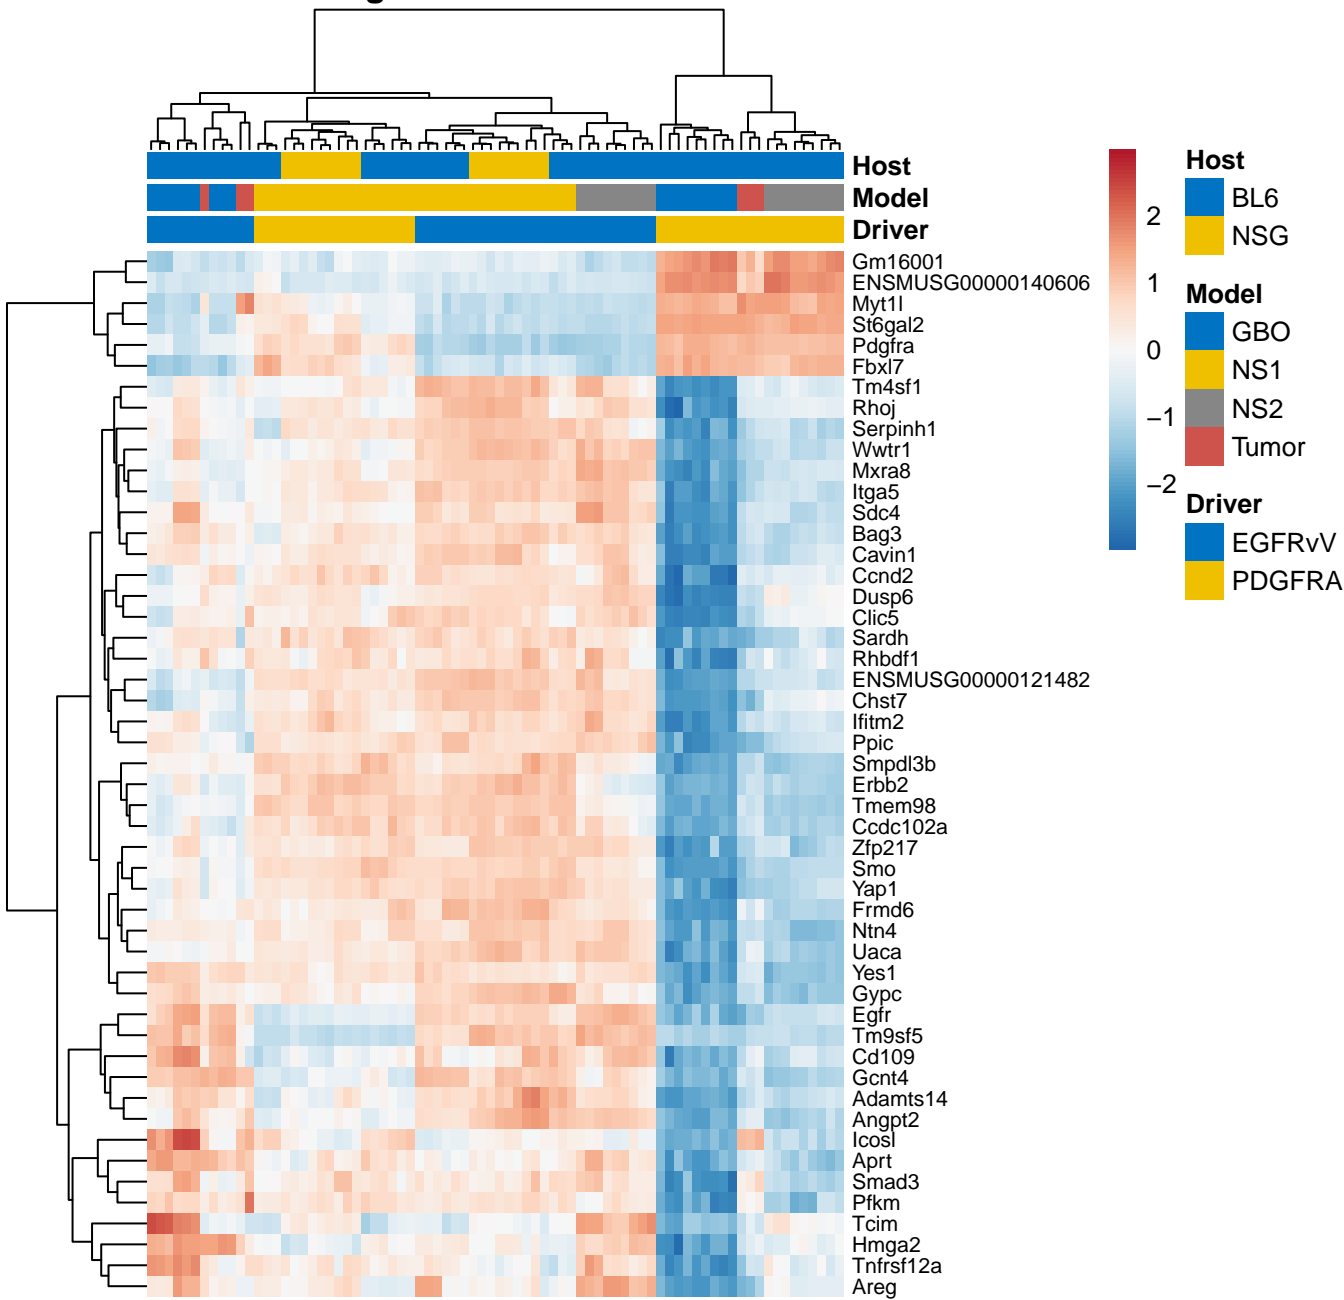 g
Host
Model
Driver
Gm16001
ENSMUSG00000140606
Myt1l
St6gal2
Pdgfra
Fbxl7
Tm4sf1
Rhoj
Serpinh1
Wwtr1
Mxra8
Itga5
Sdc4
Bag3
Cavin1
Ccnd2
Dusp6
Clic5
Sardh
Rhbdf1
ENSMUSG00000121482
Chst7
Ifitm2
Ppic
Smpdl3b
Erbb2
Tmem98
Ccdc102a
Zfp217
Smo
Yap1
Frmd6
Ntn4
Uaca
Yes1
Gypc
Egfr
Tm9sf5
Cd109
Gcnt4
Adamts14
Angpt2
Icosl
Aprt
Smad3
Pfkm
Tcim
Hmga2
Tnfrsf12a
Areg
2
1
0
−1
−2
Host
BL6
NSG
Model
GBO
NS1
NS2
Tumor
Driver
EGFRvV
PDGFRA